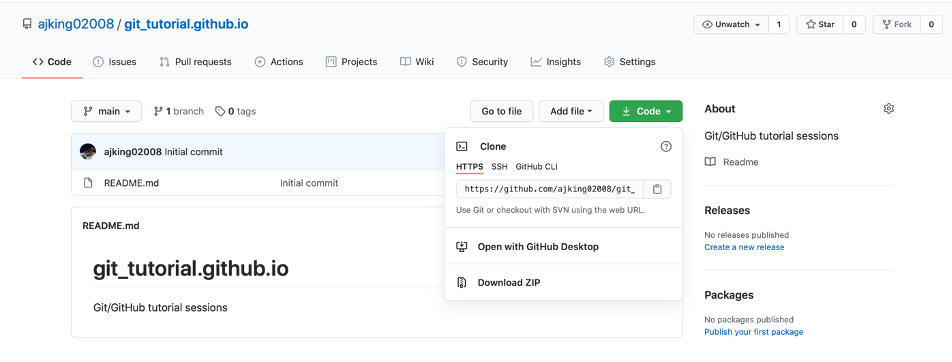 ajking02008 / git_tutorial.github.io
Unwatch 1 Star 0 Fork 0
Code Issues Pull requests Actions Projects Wiki Security Insights Settings
main 1 branch 0 tags Go to file Add file Code
ajking02008 Initial commit
README.md Initial commit
README.md
git_tutorial.github.io
Git/GitHub tutorial sessions
Clone
HTTPS SSH GitHub CLI
https://github.com/ajking02008/git_
Use Git or checkout with SVN using the web URL.
Open with GitHub Desktop
Download ZIP
About
Git/GitHub tutorial sessions
Readme
Releases
No releases published
Create a new release
Packages
No packages published
Publish your first package